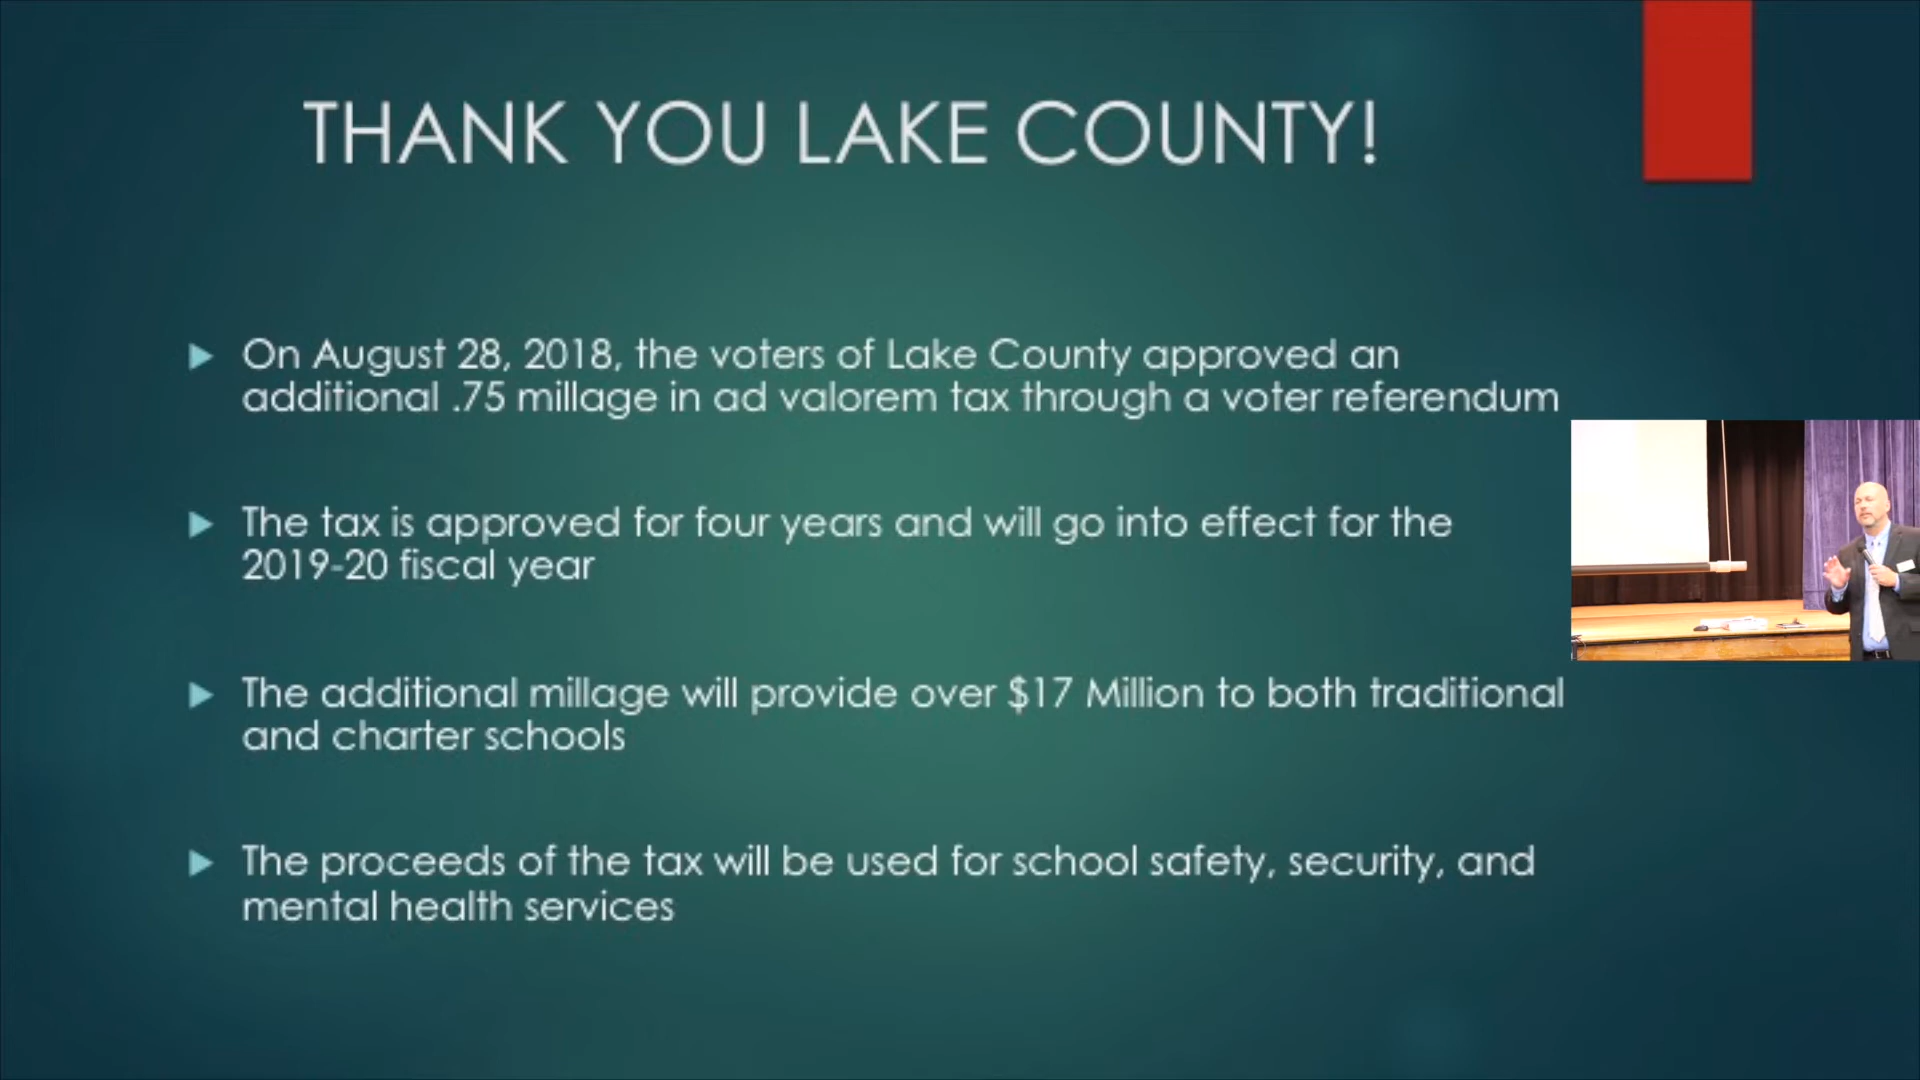 THANK YOU LAKE COUNTY!
On August 28, 2018, the voters of Lake County approved an
additional .75 millage in ad valorem tax through a voter referendum
The tax is approved for four years and will go into effect for the
2019-20 fiscal year
The additional millage will provide over $17 Million to both traditional
and charter schools
The proceeds of the tax will be used for school safety, security, and
mental health services